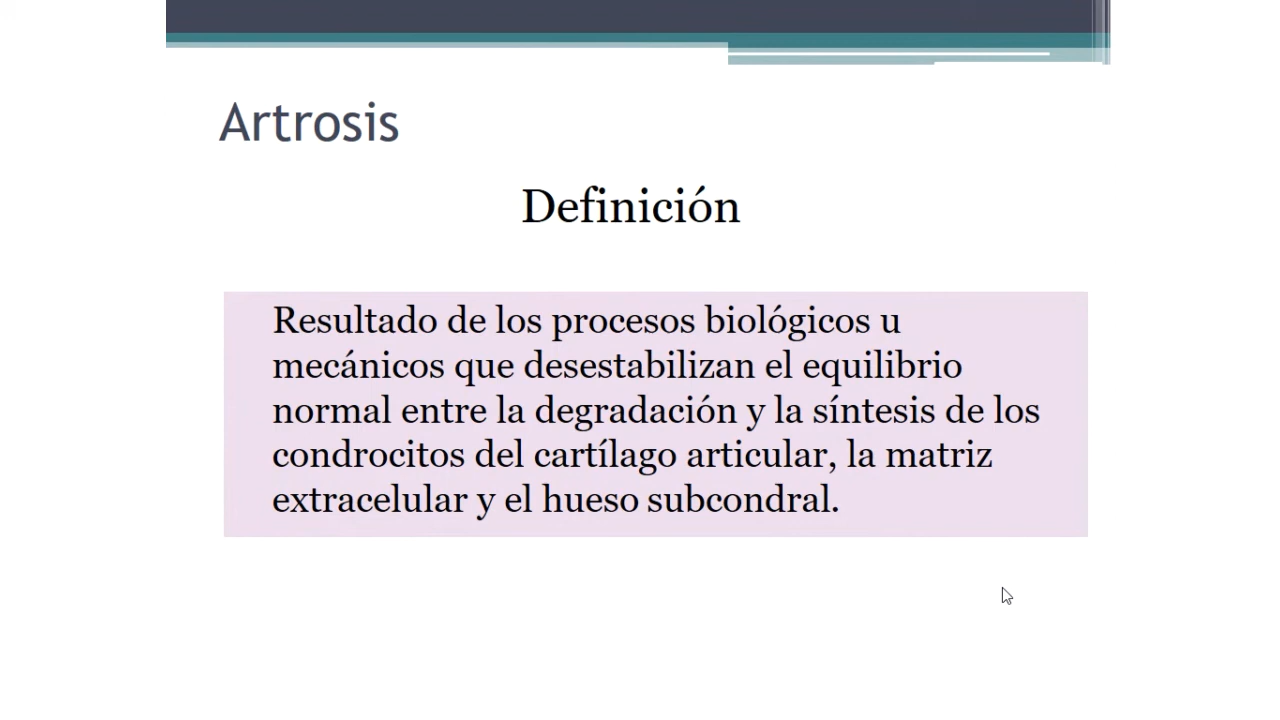 Artrosis
Definición
Resultado de los procesos biológicos u
mecánicos que desestabilizan el equilibrio
normal entre la degradación y la síntesis de los
condrocitos del cartílago articular, la matriz
extracelular y el hueso subcondral.